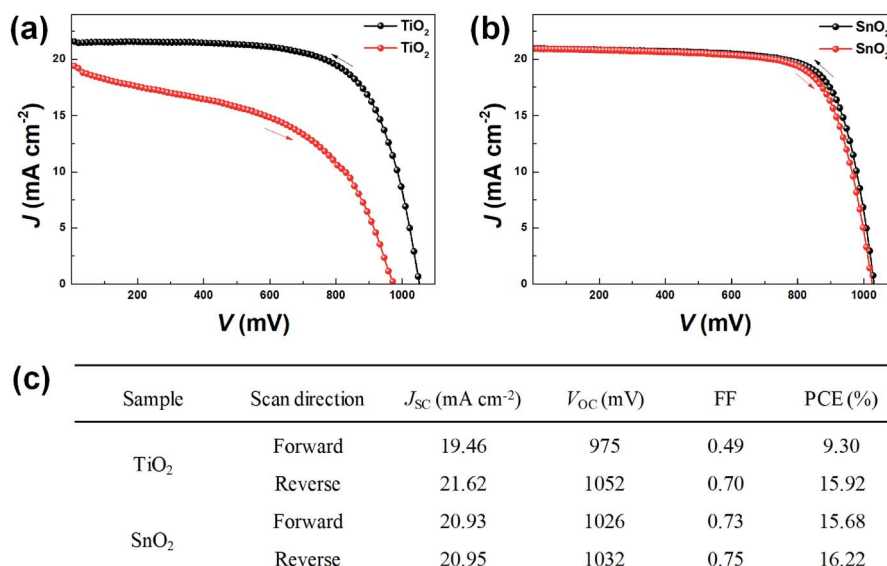 (a)
TiO₂
TiO₂
J (mA cm⁻²)
20
15
10
5
0
0 200 400 600 800 1000
V (mV)
(b)
SnO₂
SnO₂
J (mA cm⁻²)
20
15
10
5
0
200 400 600 800 1000
V (mV)
(c)
Sample Scan direction J_SC (mA cm⁻²) V_OC (mV) FF PCE (%)
TiO₂
Forward 19.46 975 0.49 9.30
Reverse 21.62 1052 0.70 15.92
SnO₂
Forward 20.93 1026 0.73 15.68
Reverse 20.95 1032 0.75 16.22